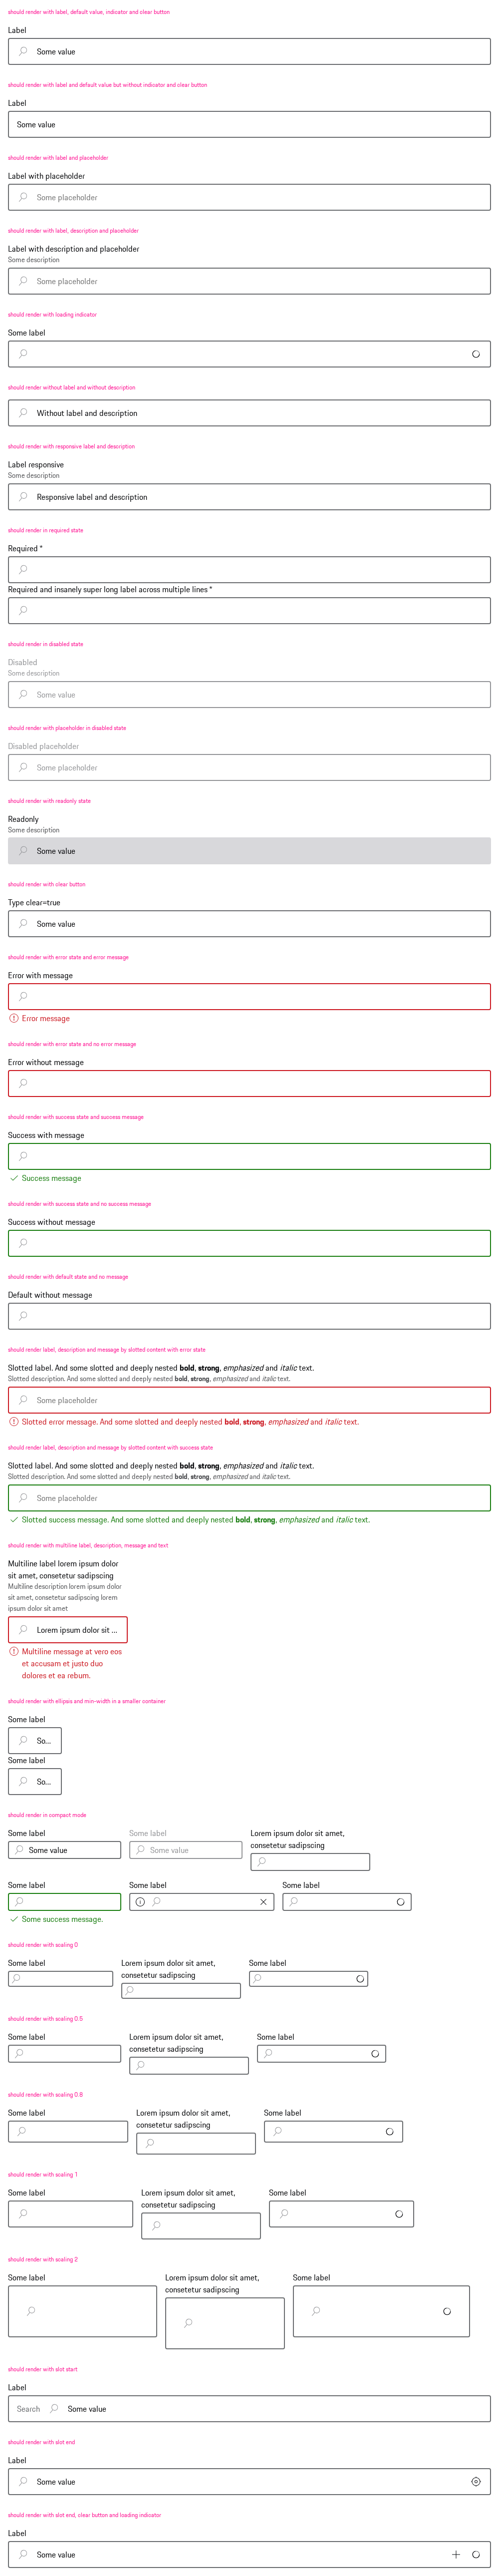 should render with label, default value, indicator and clear button
Label
Some value
should render with label and default value but without indicator and clear button
Label
Some value
should render with label and placeholder
Label with placeholder
Some placeholder
should render with label, description and placeholder
Label with description and placeholder
Some description
Some placeholder
should render with loading indicator
Some label
should render without label and without description
Without label and description
should render with responsive label and description
Label responsive
Some description
Responsive label and description
should render in required state
Required *
Required and insanely super long label across multiple lines *
should render in disabled state
Disabled
Some description
Some value
should render with placeholder in disabled state
Disabled placeholder
Some placeholder
should render with readonly state
Readonly
Some description
Some value
should render with clear button
Type clear=true
Some value
should render with error state and error message
Error with message
Error message
should render with error state and no error message
Error without message
should render with success state and success message
Success with message
Success message
should render with success state and no success message
Success without message
should render with default state and no message
Default without message
should render label, description and message by slotted content with error state
Slotted label. And some slotted and deeply nested bold, strong, emphasized and italic text.
Slotted description. And some slotted and deeply nested bold, strong, emphasized and italic text.
Some placeholder
Slotted error message. And some slotted and deeply nested bold, strong, emphasized and italic text.
should render label, description and message by slotted content with success state
Slotted label. And some slotted and deeply nested bold, strong, emphasized and italic text.
Slotted description. And some slotted and deeply nested bold, strong, emphasized and italic text.
Some placeholder
Slotted success message. And some slotted and deeply nested bold, strong, emphasized and italic text.
should render with multiline label, description, message and text
Multiline label lorem ipsum dolor
sit amet, consetetur sadipscing
Multiline description lorem ipsum dolor
sit amet, consetetur sadipscing lorem
ipsum dolor sit amet
Lorem ipsum dolor sit ...
Multiline message at vero eos
et accusam et justo duo
dolores et ea rebum.
should render with ellipsis and min-width in a smaller container
Some label
So...
Some label
So...
should render in compact mode
Some label
Some value
Some label
Some value
Lorem ipsum dolor sit amet,
consetetur sadipscing
Some label
Some success message.
Some label
Some label
should render with scaling 0
Some label
Lorem ipsum dolor sit amet,
consetetur sadipscing
Some label
should render with scaling 0.5
Some label
Lorem ipsum dolor sit amet,
consetetur sadipscing
Some label
should render with scaling 0.8
Some label
Lorem ipsum dolor sit amet,
consetetur sadipscing
Some label
should render with scaling 1
Some label
Lorem ipsum dolor sit amet,
consetetur sadipscing
Some label
should render with scaling 2
Some label
Lorem ipsum dolor sit amet,
consetetur sadipscing
Some label
should render with slot start
Label
Search
Some value
should render with slot end
Label
Some value
should render with slot end, clear button and loading indicator
Label
Some value